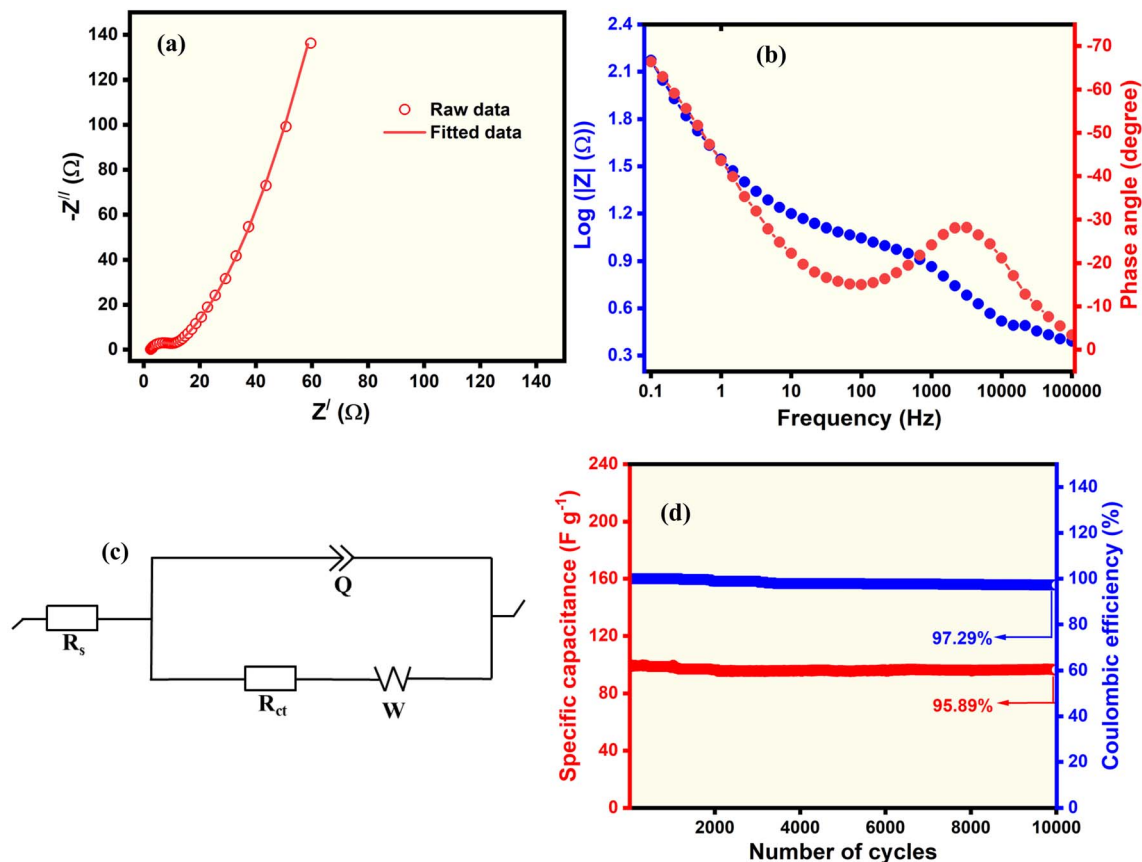 (a)
140
120
100
80
60
40
20
0
0 20 40 60 80 100 120 140
-Z// (Ω)
Z/ (Ω)
Raw data
Fitted data
(b)
2.4
2.1
1.8
1.5
1.2
0.9
0.6
0.3
Log (|Z| (Ω))
-70
-60
-50
-40
-30
-20
-10
0
Phase angle (degree)
0.1 1 10 100 1000 10000 100000
Frequency (Hz)
(c)
Q
Rs
Rct
W
(d)
240
200
160
120
80
40
0
Specific capacitance (F g-1)
140
120
100
80
60
40
20
0
Coulombic efficiency (%)
97.29%
95.89%
2000 4000 6000 8000 10000
Number of cycles